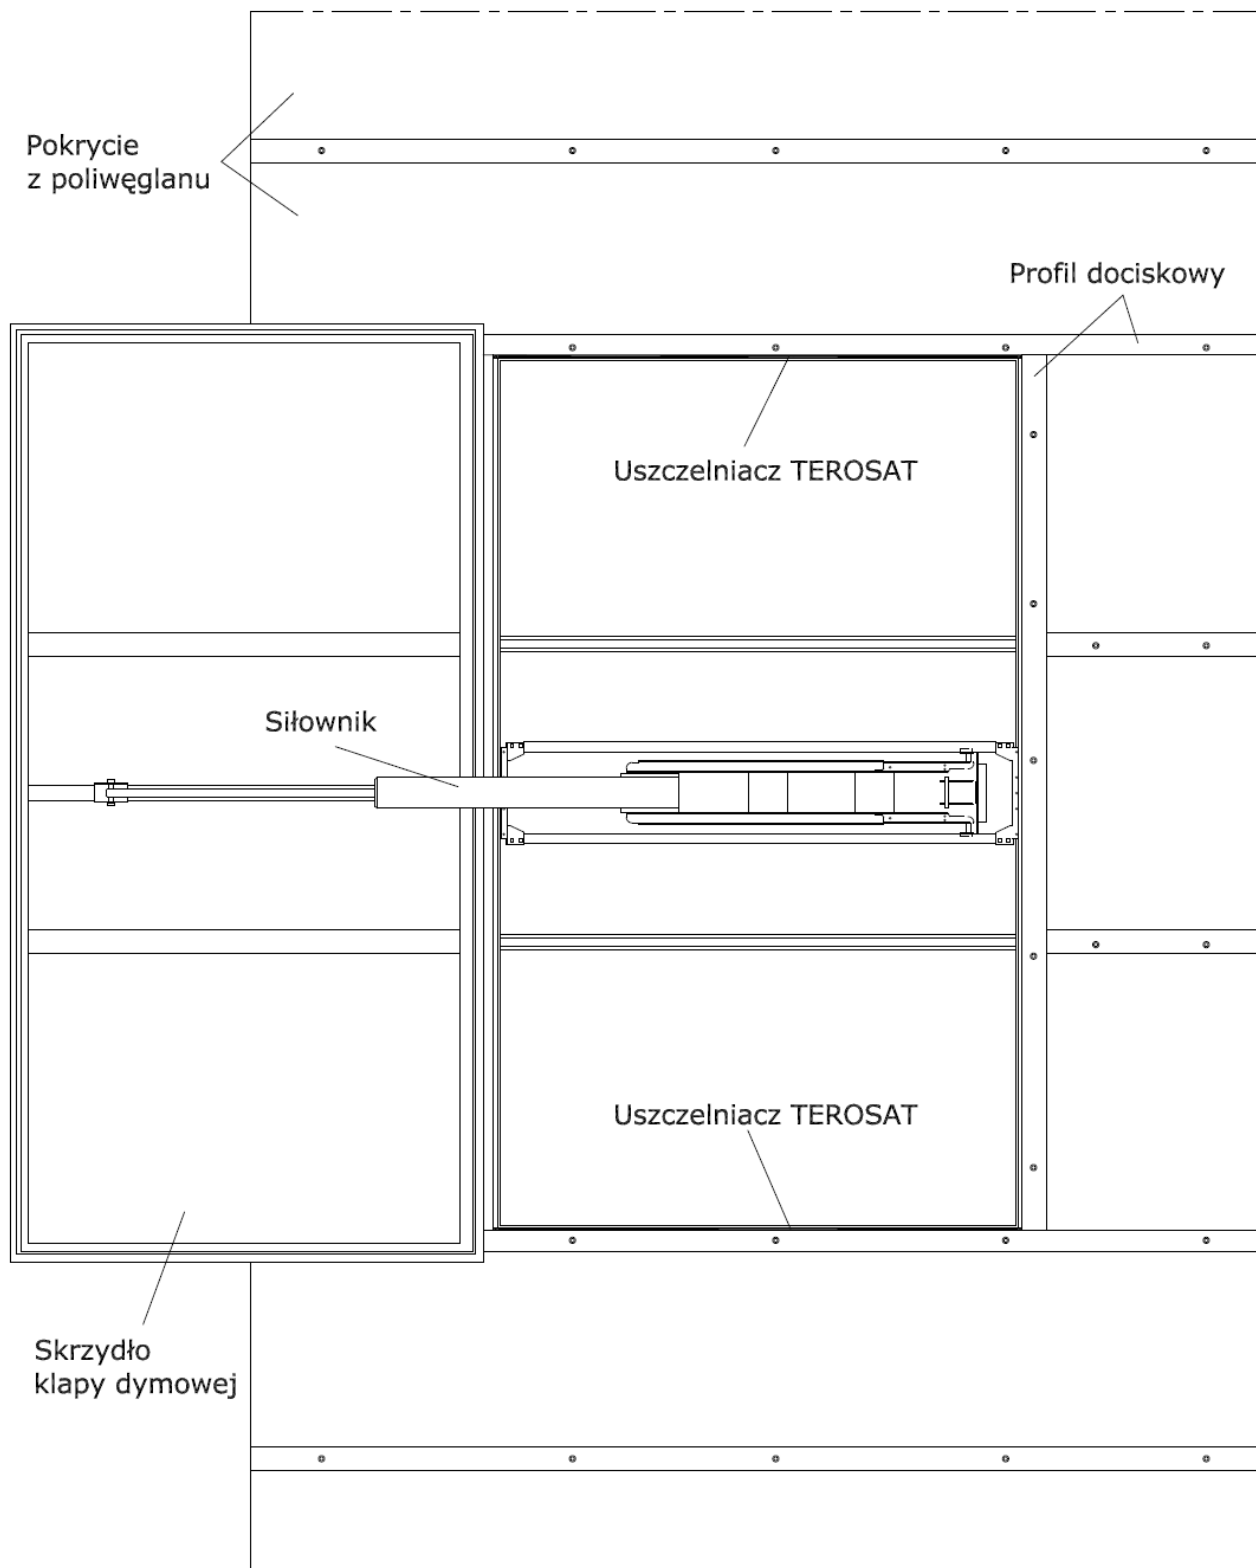 Pokrycie
z poliwęglanu
Profil dociskowy
Uszczelniacz TEROSAT
Siłownik
Uszczelniacz TEROSAT
Skrzydło
klapy dymowej